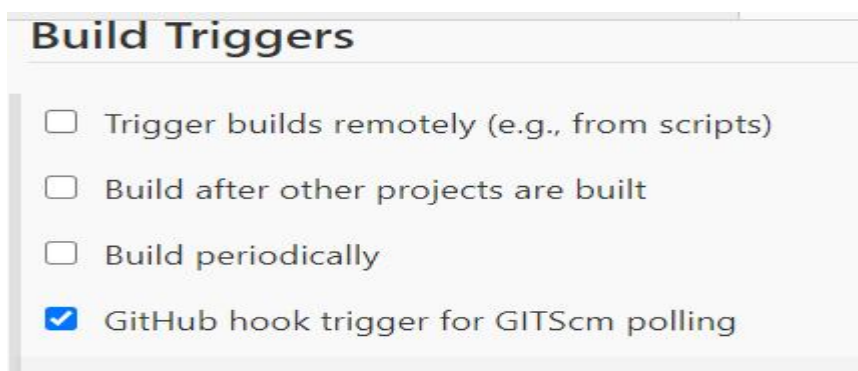 Build Triggers
Trigger builds remotely (e.g., from scripts)
Build after other projects are built
Build periodically
GitHub hook trigger for GITScm polling